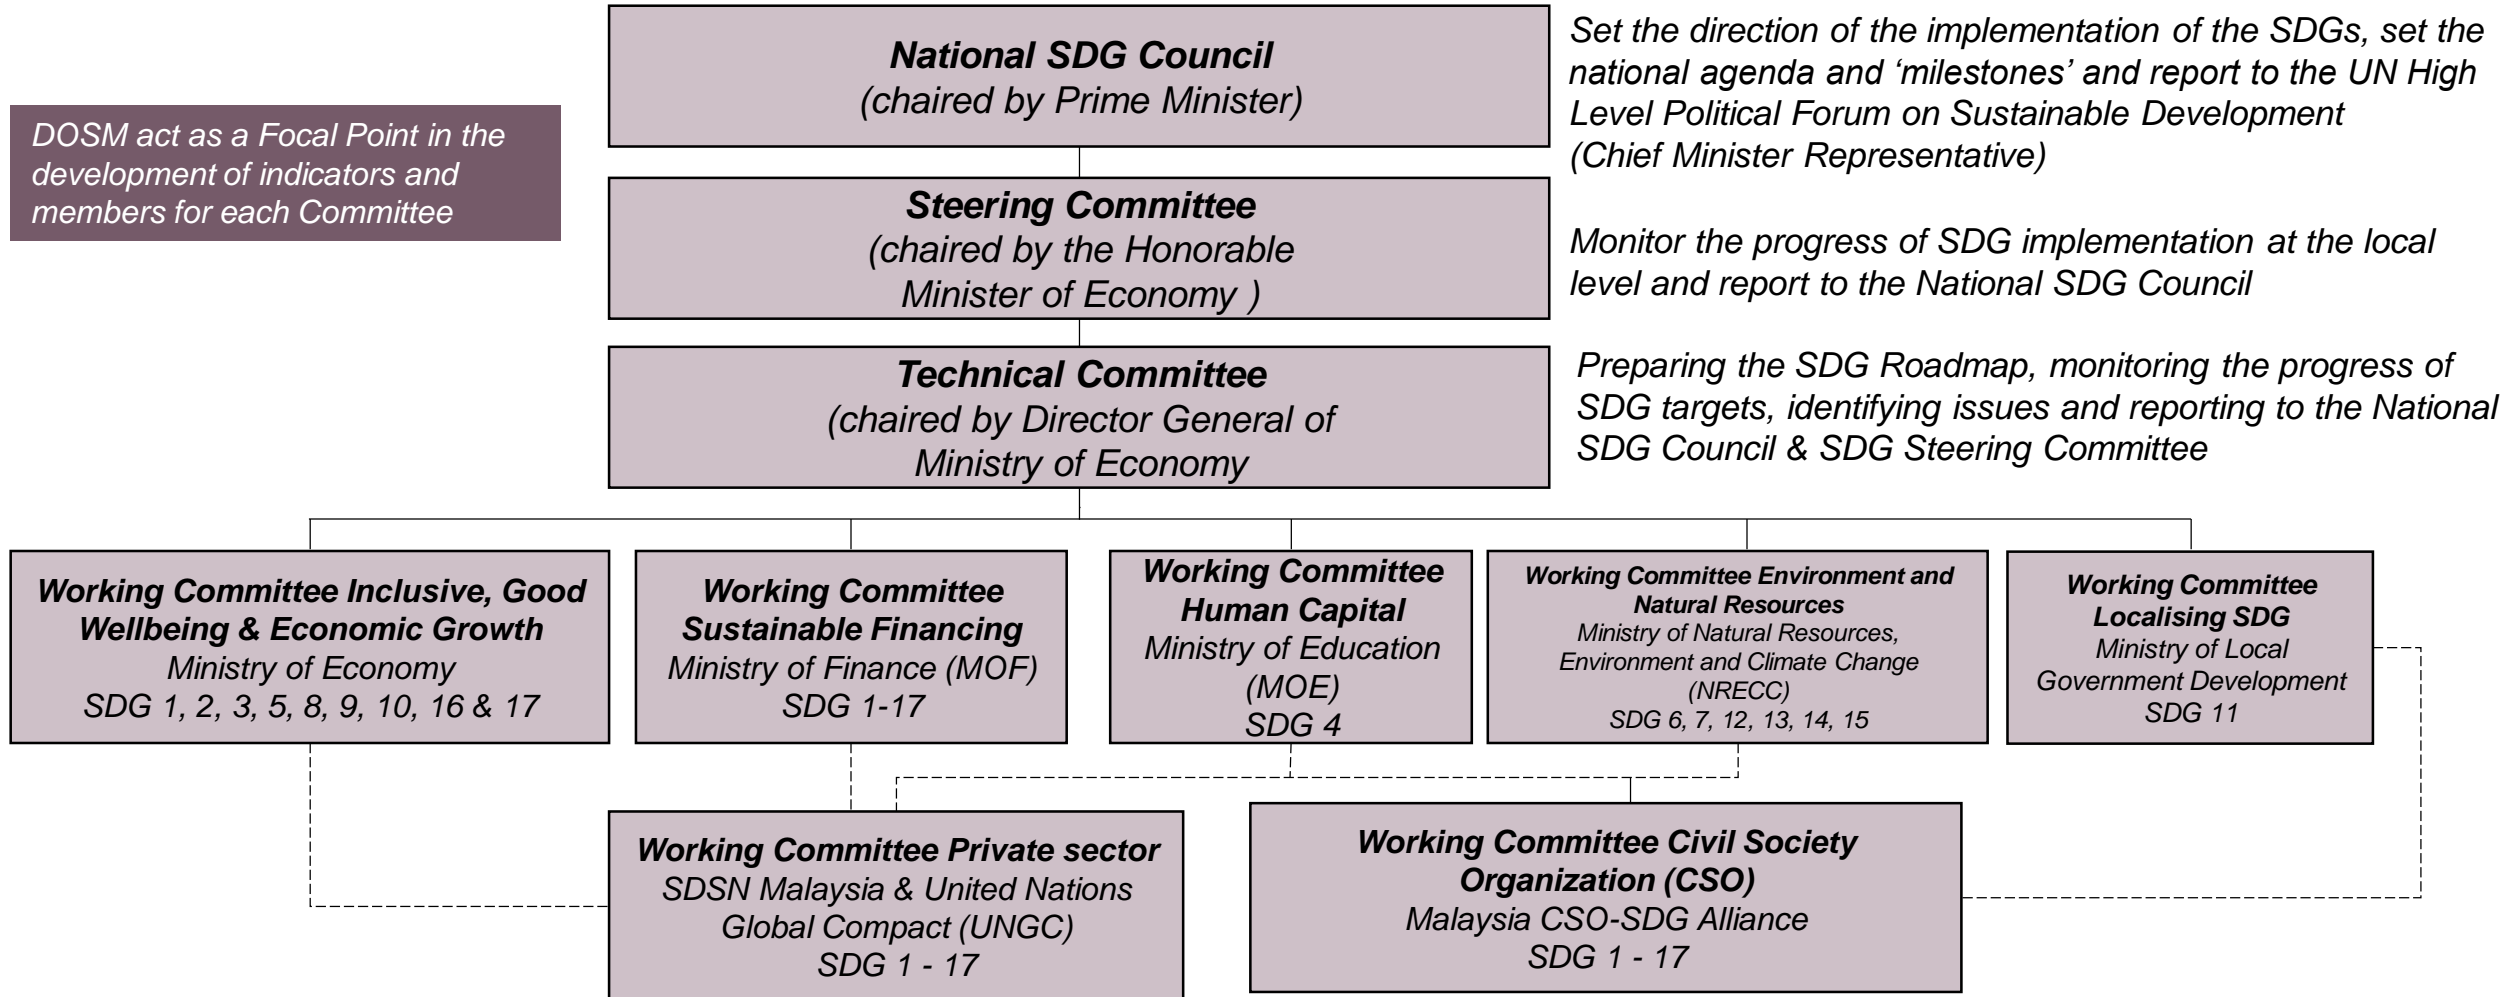 National SDG Council
(chaired by Prime Minister)
Set the direction of the implementation of the SDGs, set the
national agenda and ‘milestones’ and report to the UN High
Level Political Forum on Sustainable Development
(Chief Minister Representative)
DOSM act as a Focal Point in the
development of indicators and
members for each Committee
Steering Committee
(chaired by the Honorable
Minister of Economy )
Monitor the progress of SDG implementation at the local
level and report to the National SDG Council
Technical Committee
(chaired by Director General of
Ministry of Economy
Preparing the SDG Roadmap, monitoring the progress of
SDG targets, identifying issues and reporting to the National
SDG Council & SDG Steering Committee
Working Committee Inclusive, Good
Wellbeing & Economic Growth
Ministry of Economy
SDG 1, 2, 3, 5, 8, 9, 10, 16 & 17
Working Committee
Sustainable Financing
Ministry of Finance (MOF)
SDG 1-17
Working Committee
Human Capital
Ministry of Education
(MOE)
SDG 4
Working Committee Environment and
Natural Resources
Ministry of Natural Resources,
Environment and Climate Change
(NRECC)
SDG 6, 7, 12, 13, 14, 15
Working Committee
Localising SDG
Ministry of Local
Government Development
SDG 11
Working Committee Private sector
SDSN Malaysia & United Nations
Global Compact (UNGC)
SDG 1 - 17
Working Committee Civil Society
Organization (CSO)
Malaysia CSO-SDG Alliance
SDG 1 - 17